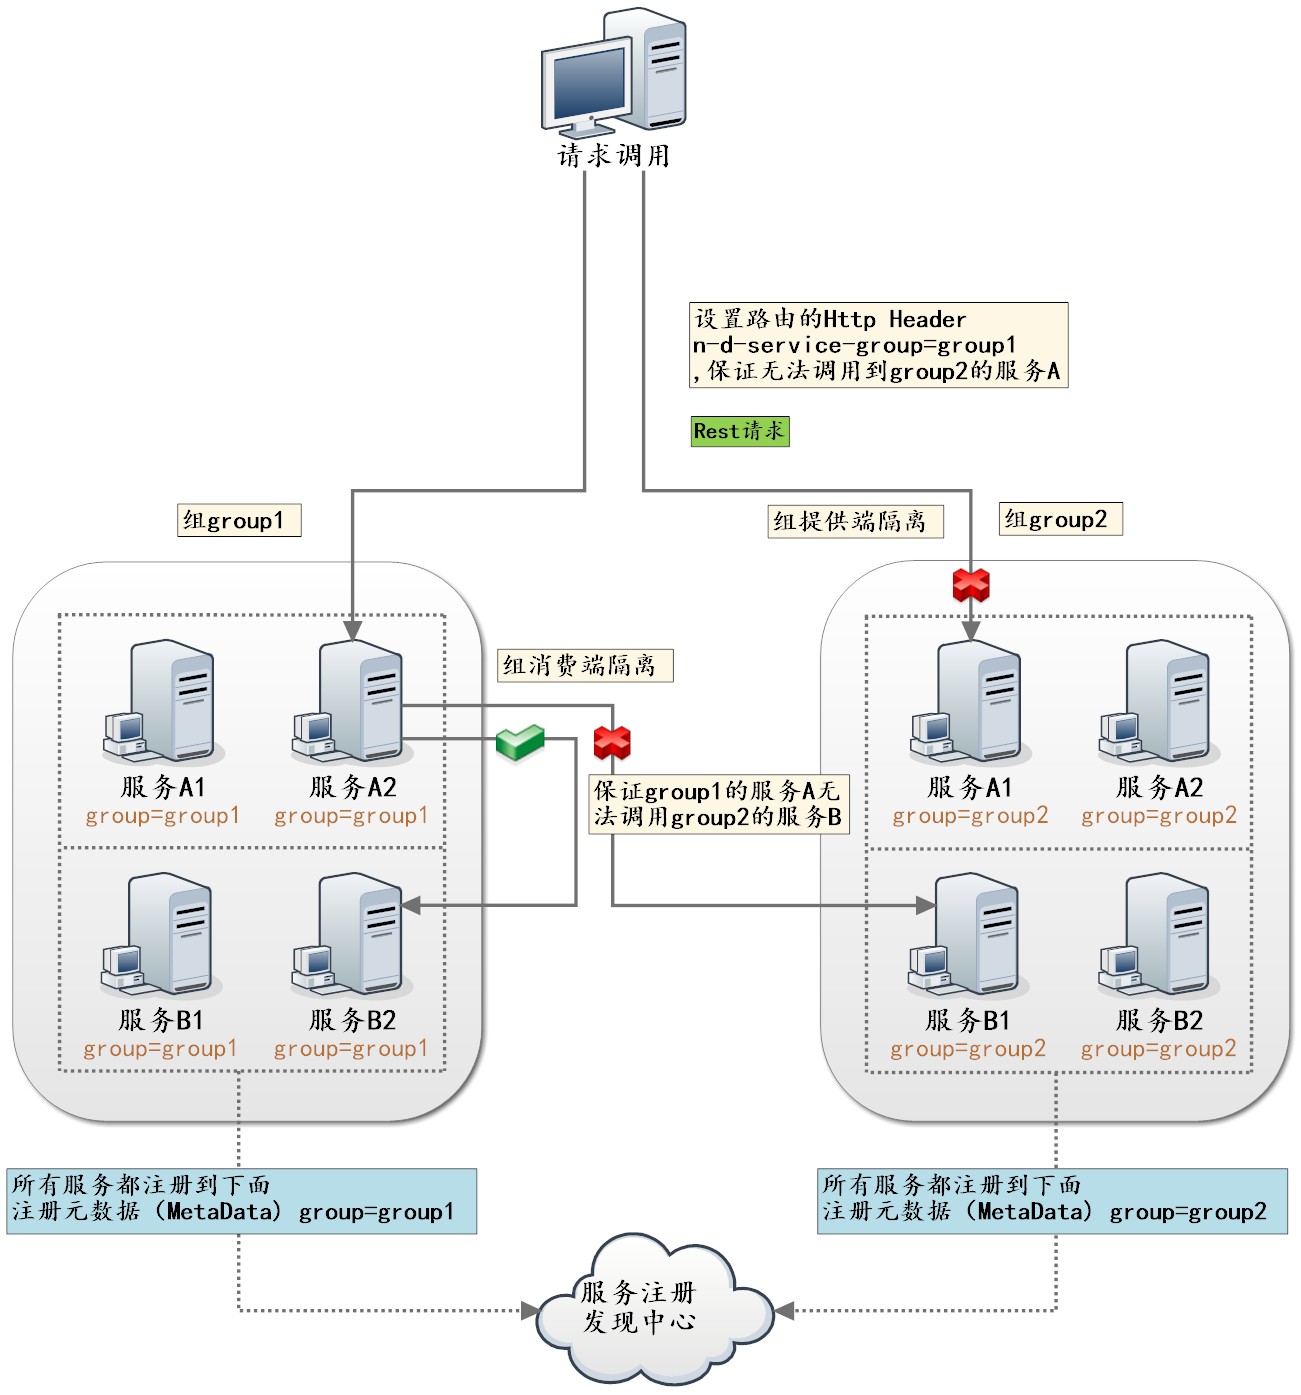 请求调用
设置路由的Http Header
n-d-service-group=group1
,保证无法调用到group2的服务A
Rest请求
组group1
组提供端隔离
组group2
组消费端隔离
服务A1
group=group1
服务A2
group=group1
保证group1的服务A无
法调用group2的服务B
服务A1
group=group2
服务A2
group=group2
服务B1
group=group1
服务B2
group=group1
服务B1
group=group2
服务B2
group=group2
所有服务都注册到下面
注册元数据（MetaData) group=group1
所有服务都注册到下面
注册元数据（MetaData) group=group2
服务注册
发现中心